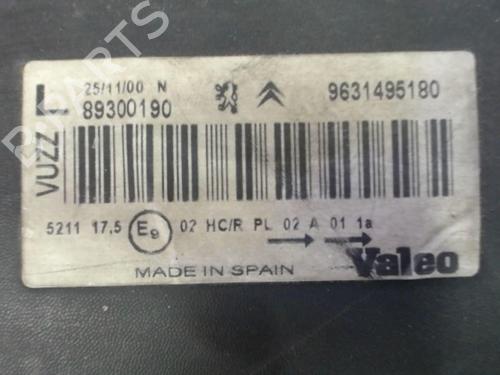 VUZZ L
25/11/00 N
89300190
9631495180
5211 17,5 E9 02 HC/R PL 02 A 01 1a
MADE IN SPAIN
Valeo
B PARTS